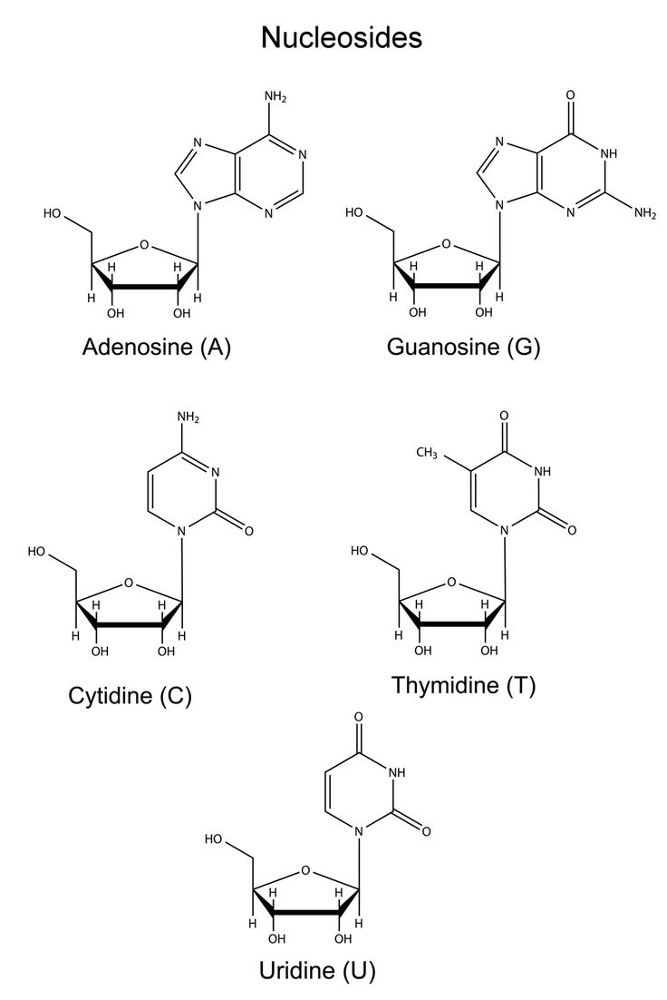 Nucleosides
NH₂
N
N
N
N
HO
O
H
H
H
H
OH
OH
Adenosine (A)
O
N
NH
N
N
NH₂
HO
O
H
H
H
H
OH
OH
Guanosine (G)
NH₂
N
N
O
HO
O
H
H
H
H
OH
OH
Cytidine (C)
O
CH₃
NH
N
O
HO
O
H
H
H
H
OH
OH
Thymidine (T)
O
NH
N
O
HO
O
H
H
H
H
OH
OH
Uridine (U)